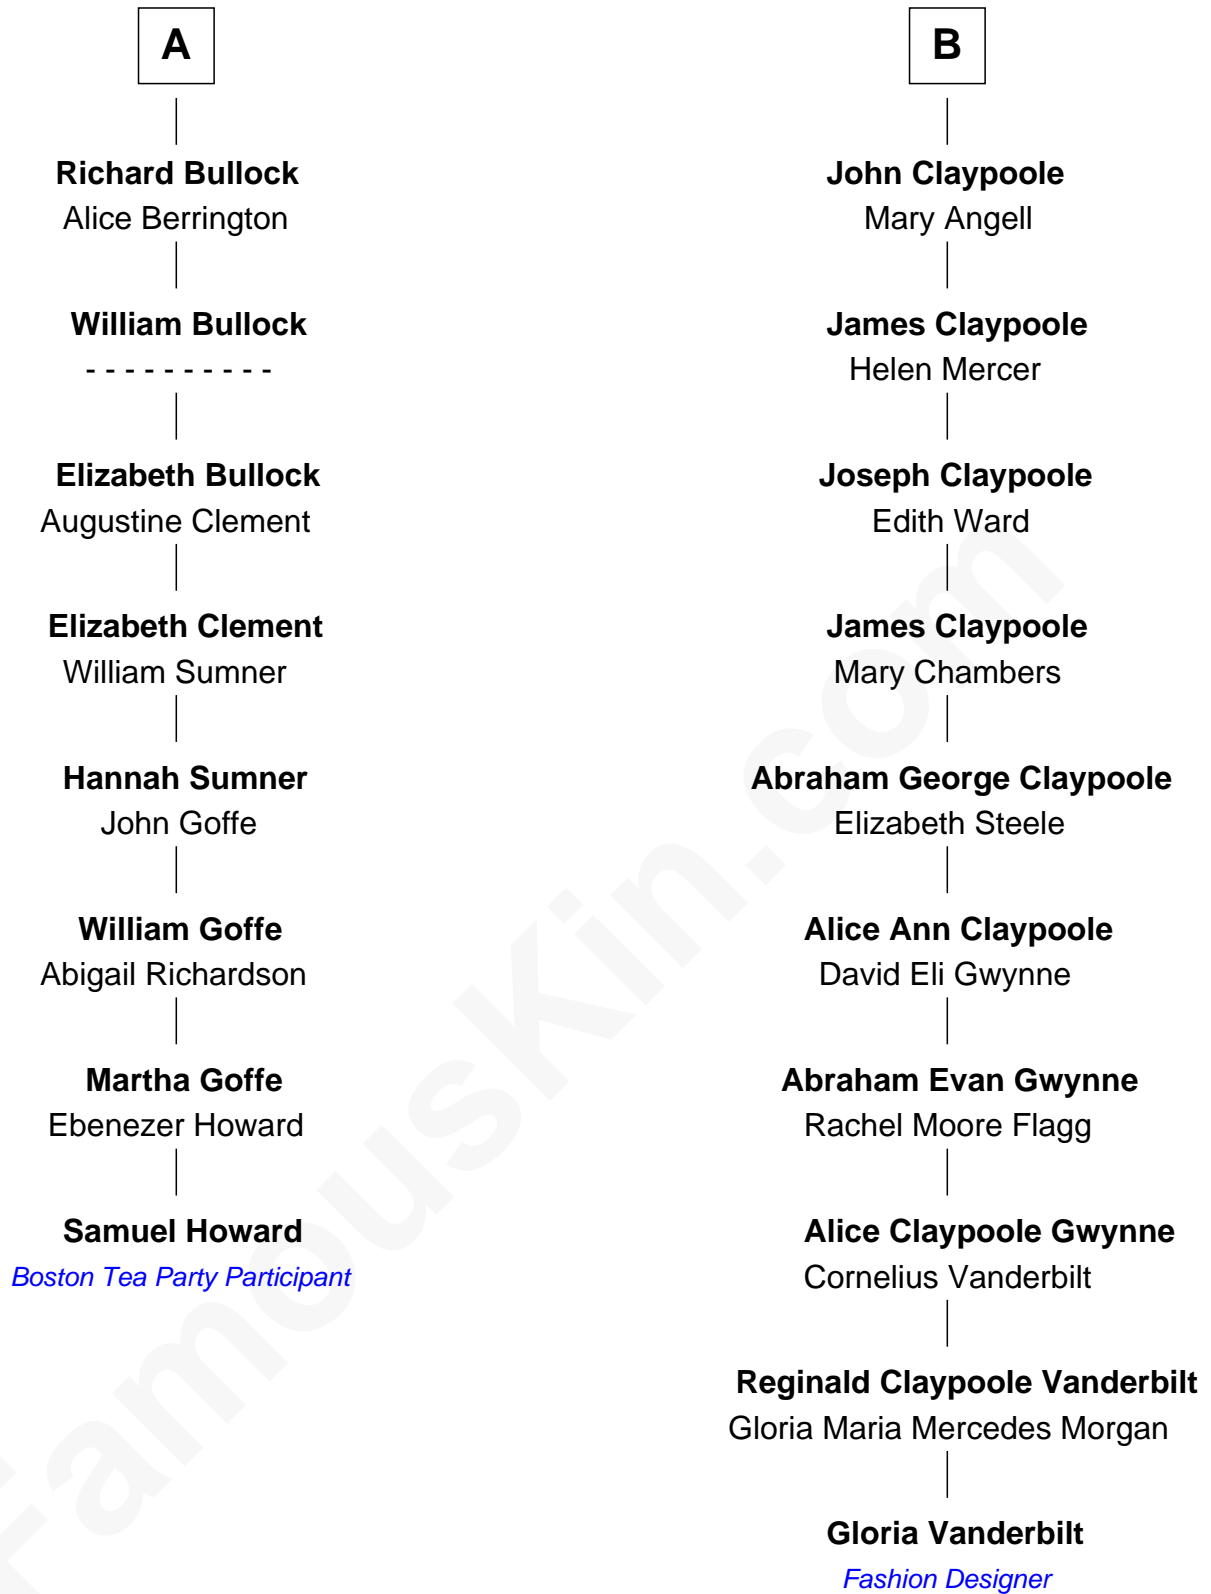 A
Richard Bullock
Alice Berrington
William Bullock
- - - - - - - - - -
Elizabeth Bullock
Augustine Clement
Elizabeth Clement
William Sumner
Hannah Sumner
John Goffe
William Goffe
Abigail Richardson
Martha Goffe
Ebenezer Howard
Samuel Howard
Boston Tea Party Participant
B
John Claypoole
Mary Angell
James Claypoole
Helen Mercer
Joseph Claypoole
Edith Ward
James Claypoole
Mary Chambers
Abraham George Claypoole
Elizabeth Steele
Alice Ann Claypoole
David Eli Gwynne
Abraham Evan Gwynne
Rachel Moore Flagg
Alice Claypoole Gwynne
Cornelius Vanderbilt
Reginald Claypoole Vanderbilt
Gloria Maria Mercedes Morgan
Gloria Vanderbilt
Fashion Designer
FamousKin.com